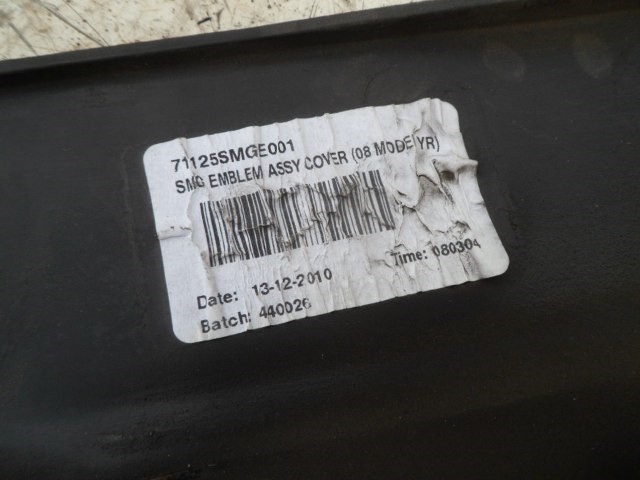 71125SMGE001
SMG EMBLEM ASSY COVER (08 MODE YR)
Time: 080304
Date: 13-12-2010
Batch: 440026